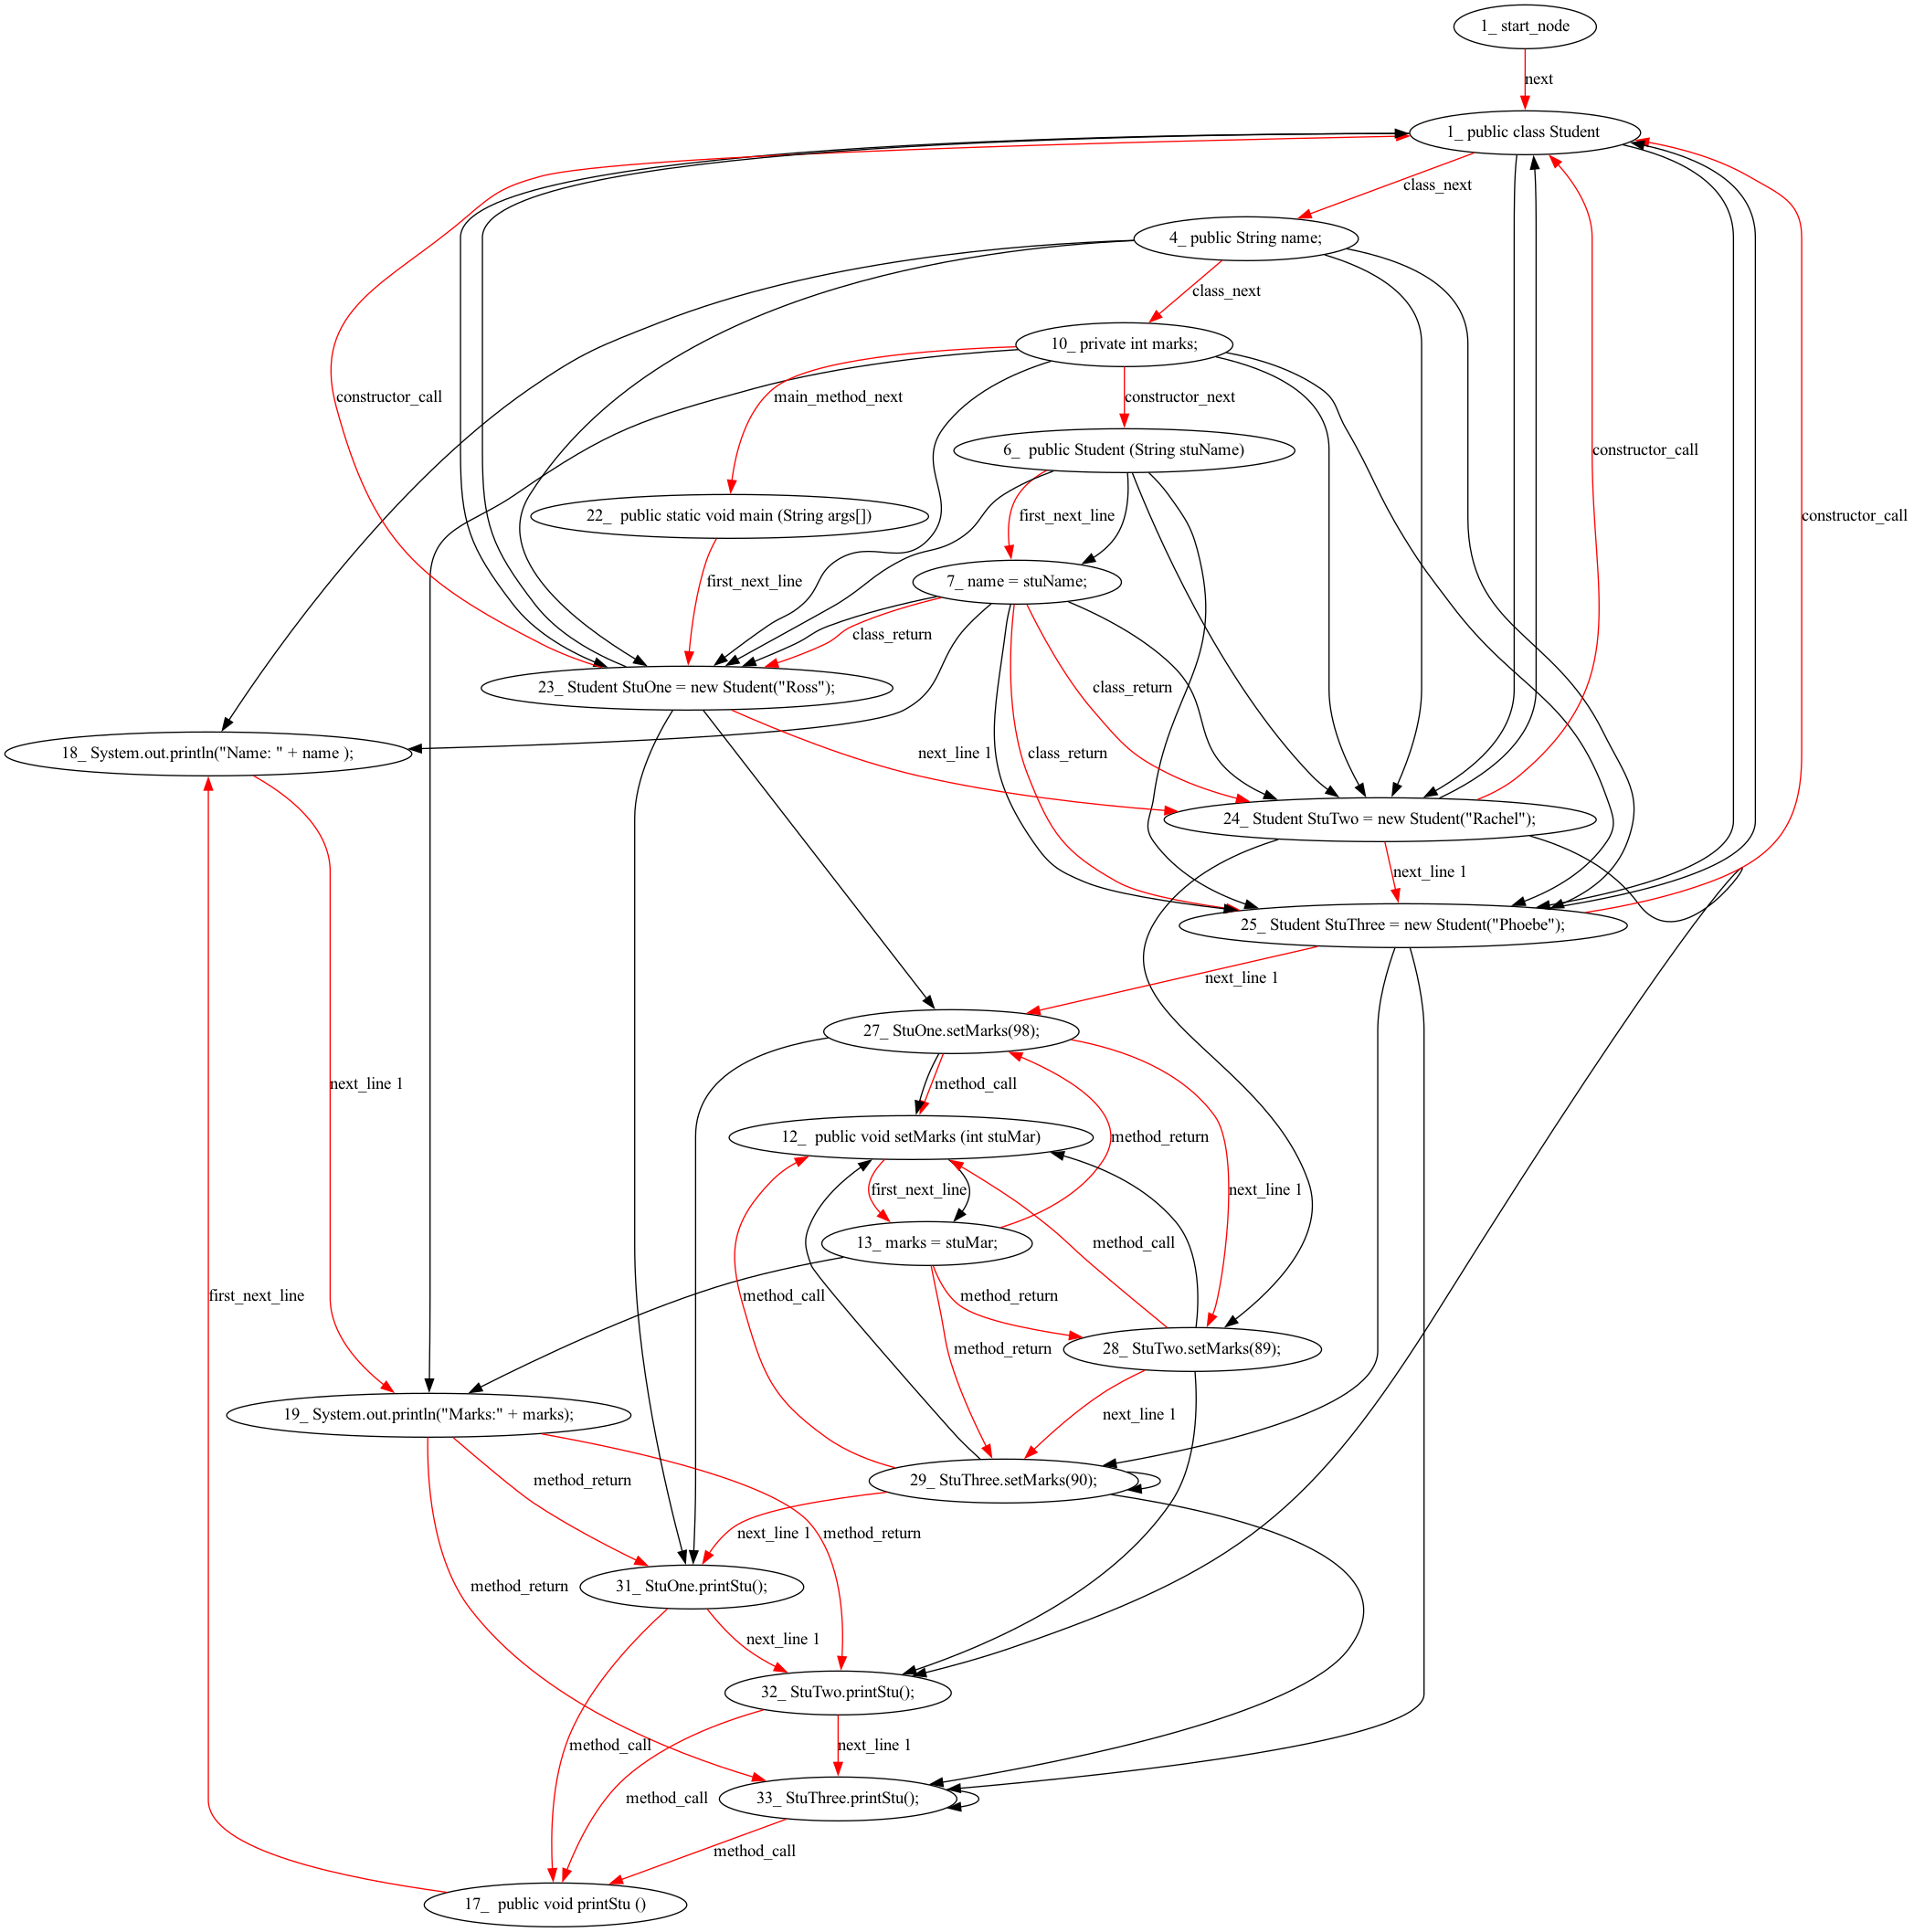 1_ start_node
next
1_ public class Student
class_next
4_ public String name;
class_next
10_ private int marks;
constructor_call
main_method_next
constructor_next
6_  public Student (String stuName)
constructor_call
22_  public static void main (String args[])
first_next_line
constructor_call
7_ name = stuName;
first_next_line
class_return
23_ Student StuOne = new Student("Ross");
class_return
18_ System.out.println("Name: " + name );
next_line 1
class_return
24_ Student StuTwo = new Student("Rachel");
next_line 1
25_ Student StuThree = new Student("Phoebe");
next_line 1
27_ StuOne.setMarks(98);
next_line 1
method_call
12_  public void setMarks (int stuMar)
method_return
first_next_line
next_line 1
13_ marks = stuMar;
method_call
first_next_line
method_call
method_return
method_return
28_ StuTwo.setMarks(89);
19_ System.out.println("Marks:" + marks);
next_line 1
method_return
29_ StuThree.setMarks(90);
next_line 1
method_return
method_return
31_ StuOne.printStu();
next_line 1
32_ StuTwo.printStu();
method_call
next_line 1
method_call
33_ StuThree.printStu();
method_call
17_  public void printStu ()